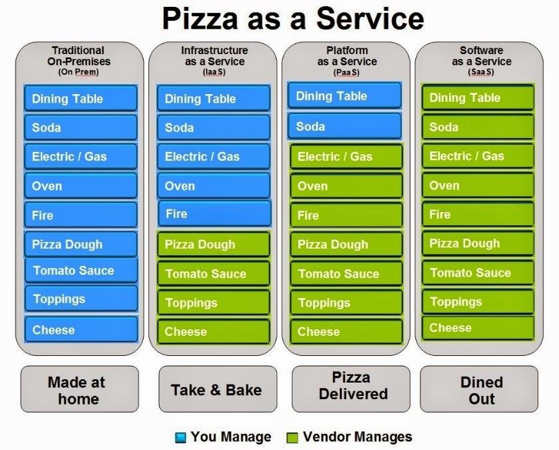 Pizza as a Service
Traditional
On-Premises
(On Prem)
Dining Table
Soda
Electric / Gas
Oven
Fire
Pizza Dough
Tomato Sauce
Toppings
Cheese
Made at
home
Infrastructure
as a Service
(IaaS)
Dining Table
Soda
Electric / Gas
Oven
Fire
Pizza Dough
Tomato Sauce
Toppings
Cheese
Take & Bake
Platform
as a Service
(PaaS)
Dining Table
Soda
Electric / Gas
Oven
Fire
Pizza Dough
Tomato Sauce
Toppings
Cheese
Pizza
Delivered
Software
as a Service
(SaaS)
Dining Table
Soda
Electric / Gas
Oven
Fire
Pizza Dough
Tomato Sauce
Toppings
Cheese
Dined
Out
You Manage
Vendor Manages